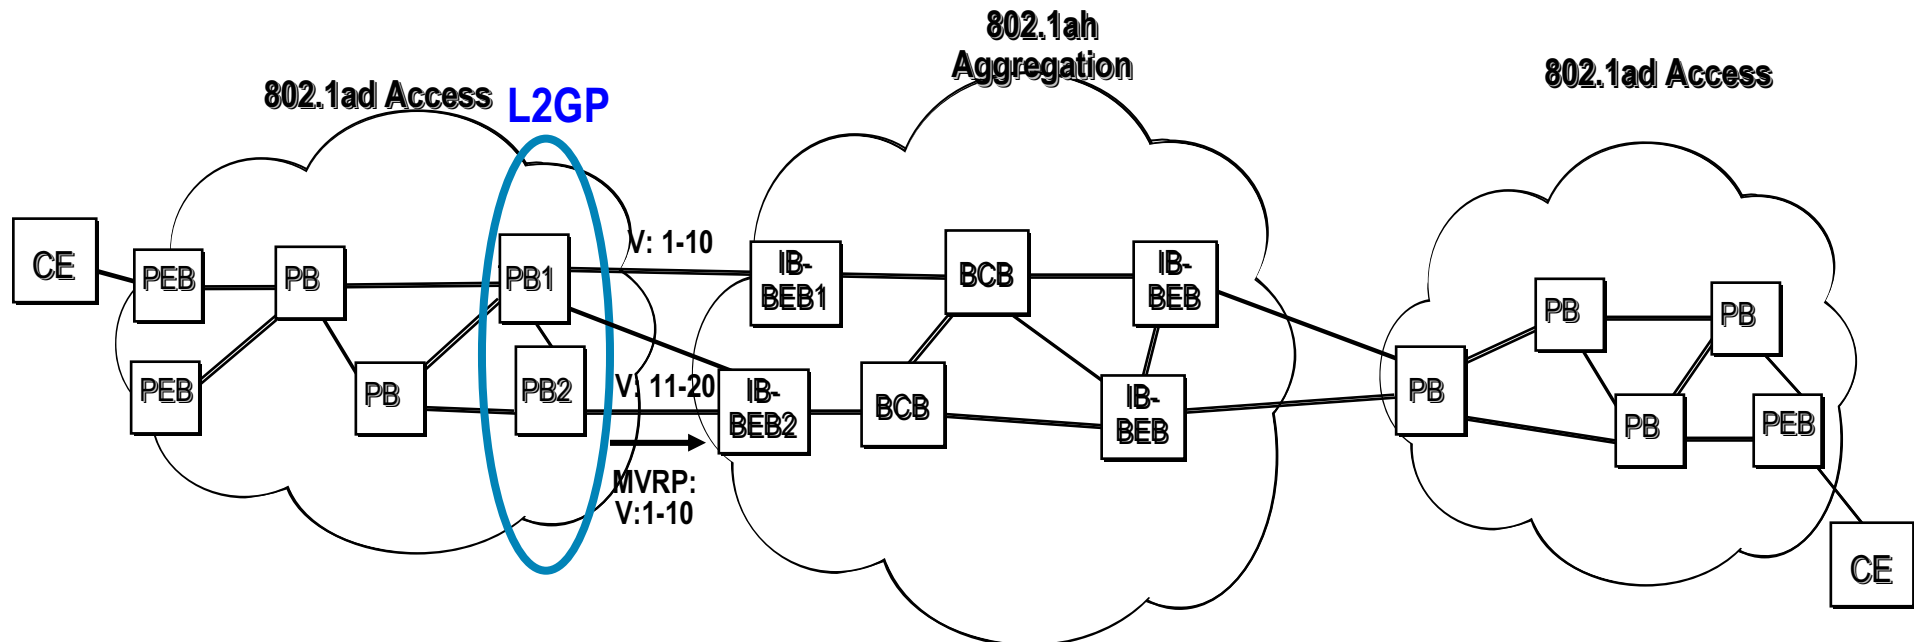 802.1ah
Aggregation
802.1ad Access
L2GP
802.1ad Access
CE
PEB
PB
PB1
V: 1-10
IB-
BEB1
BCB
IB-
BEB
PB
PB
PEB
PB
PB2
V: 11-20
IB-
BEB2
BCB
IB-
BEB
PB
PB
PEB
MVRP:
V:1-10
CE